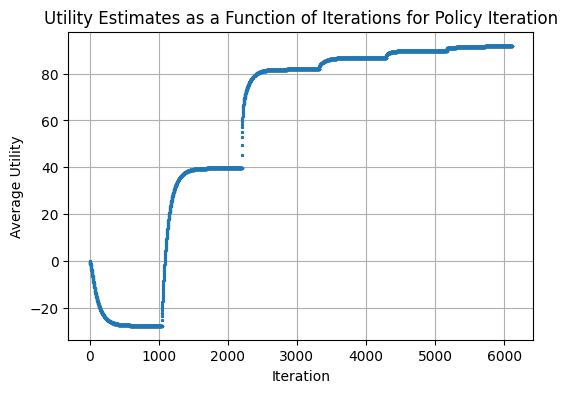 Utility Estimates as a Function of Iterations for Policy Iteration
Average Utility
80
60
40
20
0
−20
0 1000 2000 3000 4000 5000 6000
Iteration